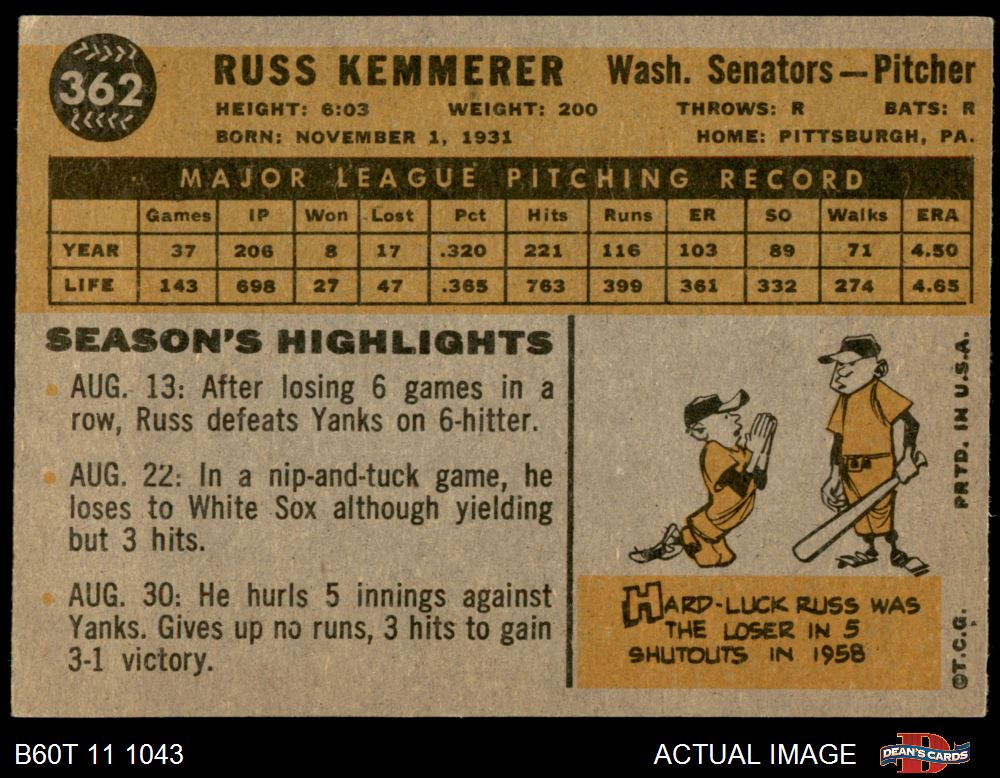 362
RUSS KEMMERER Wash. Senators—Pitcher
HEIGHT: 6:03 WEIGHT: 200 THROWS: R BATS: R
BORN: NOVEMBER 1, 1931 HOME: PITTSBURGH, PA.
MAJOR LEAGUE PITCHING RECORD
Games IP Won Lost Pct Hits Runs ER SO Walks ERA
YEAR 37 206 8 17 .320 221 116 103 89 71 4.50
LIFE 143 698 27 47 .365 763 399 361 332 274 4.65
SEASON'S HIGHLIGHTS
AUG. 13: After losing 6 games in a
row, Russ defeats Yanks on 6-hitter.
AUG. 22: In a nip-and-tuck game, he
loses to White Sox although yielding
but 3 hits.
AUG. 30: He hurls 5 innings against
Yanks. Gives up no runs, 3 hits to gain
3-1 victory.
HARD-LUCK RUSS WAS
THE LOSER IN 5
SHUTOUTS IN 1958
©T.C.G. PRTD. IN U.S.A.
B60T 11 1043 ACTUAL IMAGE DEAN'S CARDS